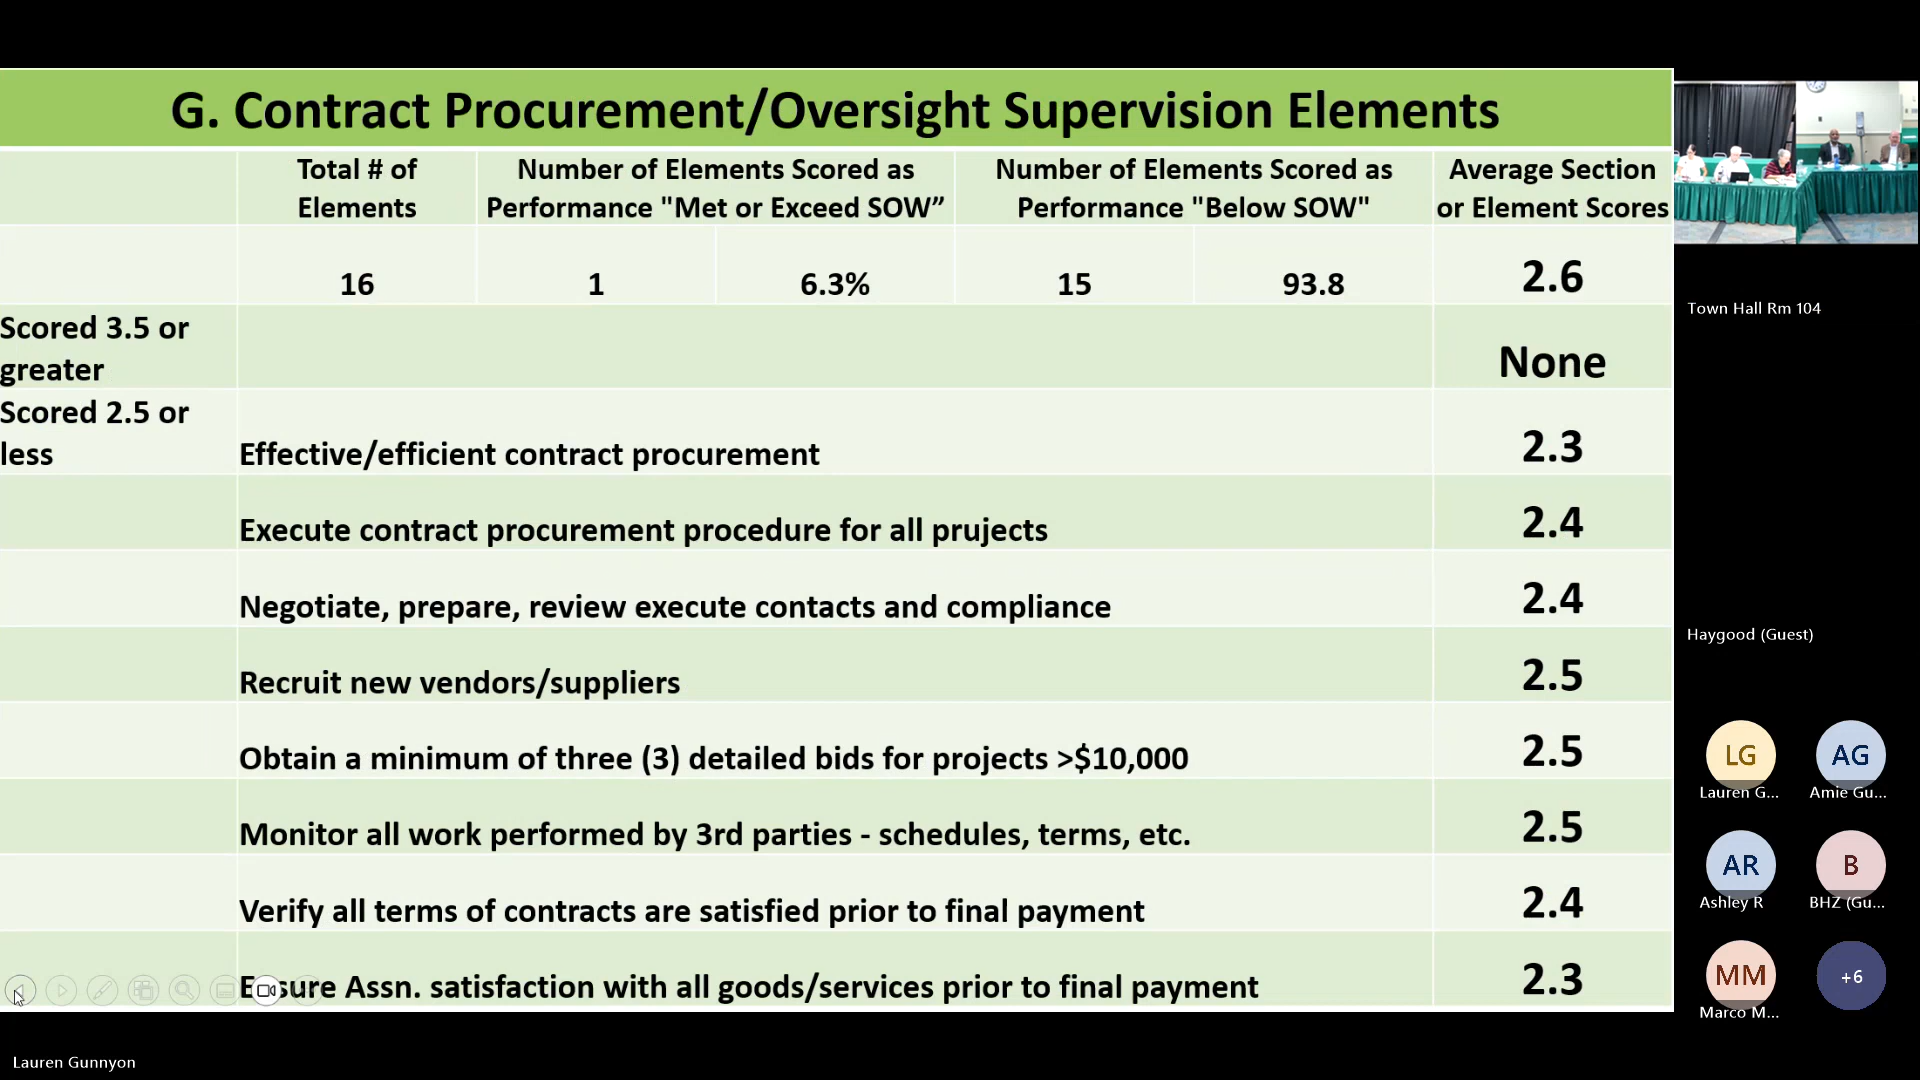 G. Contract Procurement/Oversight Supervision Elements
Total # of
Elements
Number of Elements Scored as
Performance "Met or Exceed SOW”
Number of Elements Scored as
Performance "Below SOW"
Average Section
or Element Scores
16 1 6.3% 15 93.8 2.6
Scored 3.5 or
greater
None
Scored 2.5 or
less
Effective/efficient contract procurement 2.3
Execute contract procurement procedure for all prujects 2.4
Negotiate, prepare, review execute contacts and compliance 2.4
Recruit new vendors/suppliers 2.5
Obtain a minimum of three (3) detailed bids for projects >$10,000 2.5
Monitor all work performed by 3rd parties - schedules, terms, etc. 2.5
Verify all terms of contracts are satisfied prior to final payment 2.4
Ensure Assn. satisfaction with all goods/services prior to final payment 2.3
Town Hall Rm 104
Haygood (Guest)
LG
Lauren G...
AG
Amie Gu...
AR
Ashley R
B
BHZ (Gu...
MM
Marco M...
+6
Lauren Gunnyon